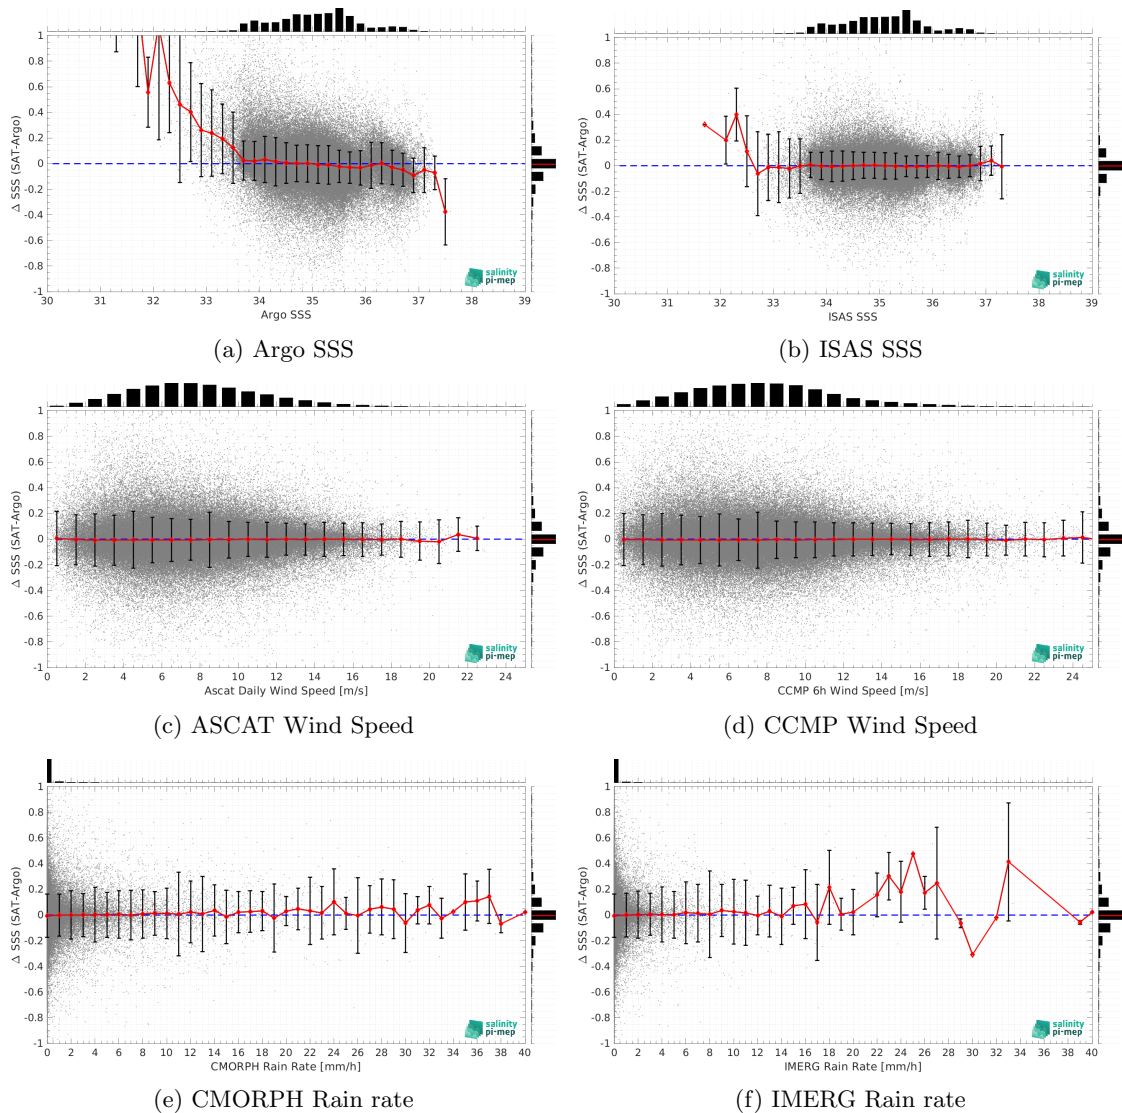 1
0.8
0.6
0.4
0.2
0
-0.2
-0.4
-0.6
-0.8
-1
Δ SSS (SAT-Argo)
30 31 32 33 34 35 36 37 38 39
Argo SSS
salinity
pi-mep
(a) Argo SSS
1
0.8
0.6
0.4
0.2
0
-0.2
-0.4
-0.6
-0.8
-1
Δ SSS (SAT-Argo)
30 31 32 33 34 35 36 37 38 39
ISAS SSS
salinity
pi-mep
(b) ISAS SSS
1
0.8
0.6
0.4
0.2
0
-0.2
-0.4
-0.6
-0.8
-1
Δ SSS (SAT-Argo)
0 2 4 6 8 10 12 14 16 18 20 22 24
Ascat Daily Wind Speed [m/s]
salinity
pi-mep
(c) ASCAT Wind Speed
1
0.8
0.6
0.4
0.2
0
-0.2
-0.4
-0.6
-0.8
-1
Δ SSS (SAT-Argo)
0 2 4 6 8 10 12 14 16 18 20 22 24
CCMP 6h Wind Speed [m/s]
salinity
pi-mep
(d) CCMP Wind Speed
1
0.8
0.6
0.4
0.2
0
-0.2
-0.4
-0.6
-0.8
-1
Δ SSS (SAT-Argo)
0 2 4 6 8 10 12 14 16 18 20 22 24 26 28 30 32 34 36 38 40
CMORPH Rain Rate [mm/h]
salinity
pi-mep
(e) CMORPH Rain rate
1
0.8
0.6
0.4
0.2
0
-0.2
-0.4
-0.6
-0.8
-1
Δ SSS (SAT-Argo)
0 2 4 6 8 10 12 14 16 18 20 22 24 26 28 30 32 34 36 38 40
IMERG Rain Rate [mm/h]
salinity
pi-mep
(f) IMERG Rain rate